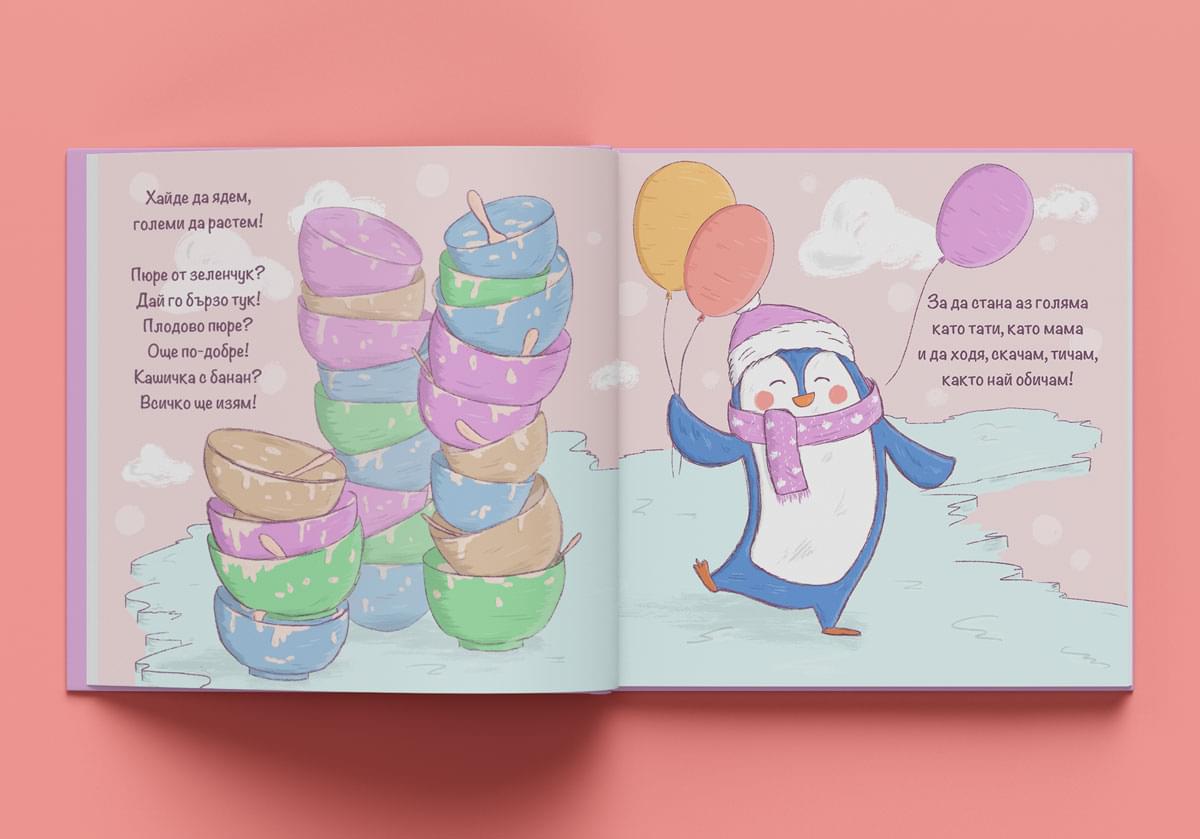 Хайде да ядем,
големи да растем!
Пюре от зеленчук?
Дай го бързо тук!
Плодово пюре?
Още по-добре!
Кашичка с банан?
Всичко ще изям!
За да стана аз голяма
като тати, като мама
и да ходя, скачам, тичам,
както най обичам!